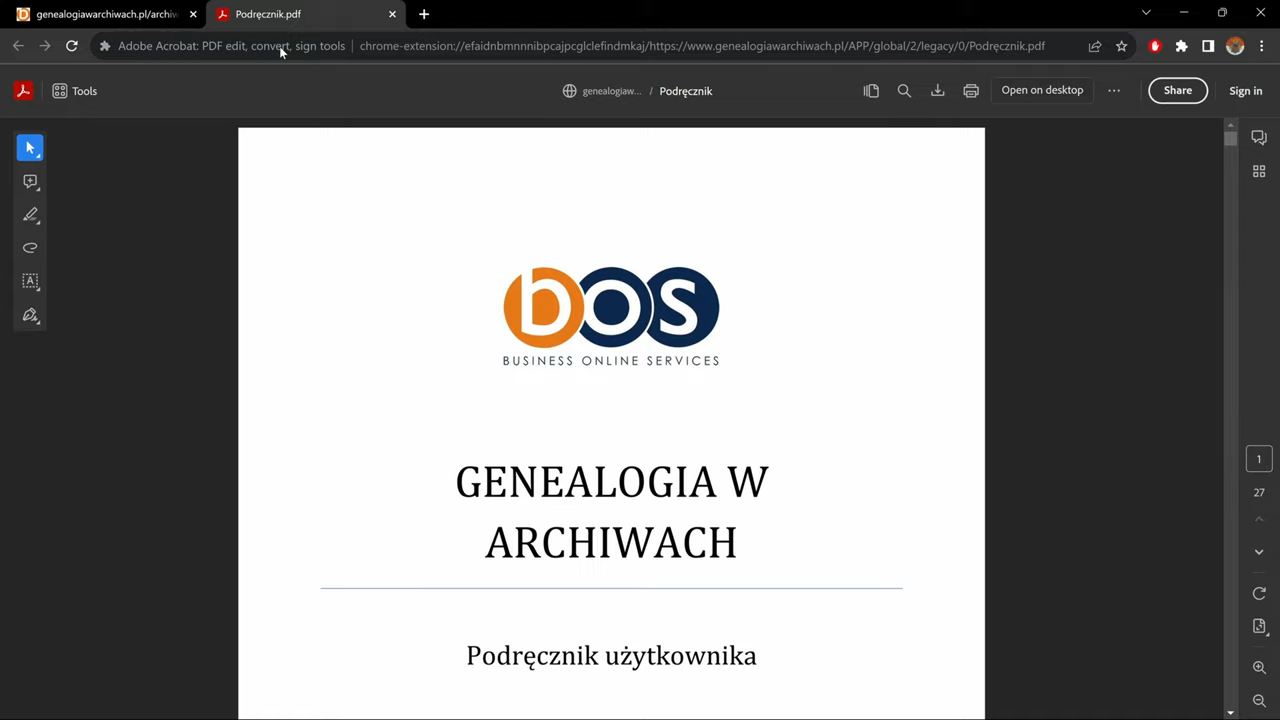 genealogiawarchiwach.pl/archiw
Podręcznik.pdf
Adobe Acrobat: PDF edit, convert, sign tools
chrome-extension://efaidnbmnnnibpcajpcglclefindmkaj/https://www.genealogiawarchiwach.pl/APP/global/2/legacy/0/Podręcznik.pdf
Tools
genealogiaw... / Podręcznik
Open on desktop
Share
Sign in
bos
BUSINESS ONLINE SERVICES
GENEALOGIA W
ARCHIWACH
Podręcznik użytkownika
1
27